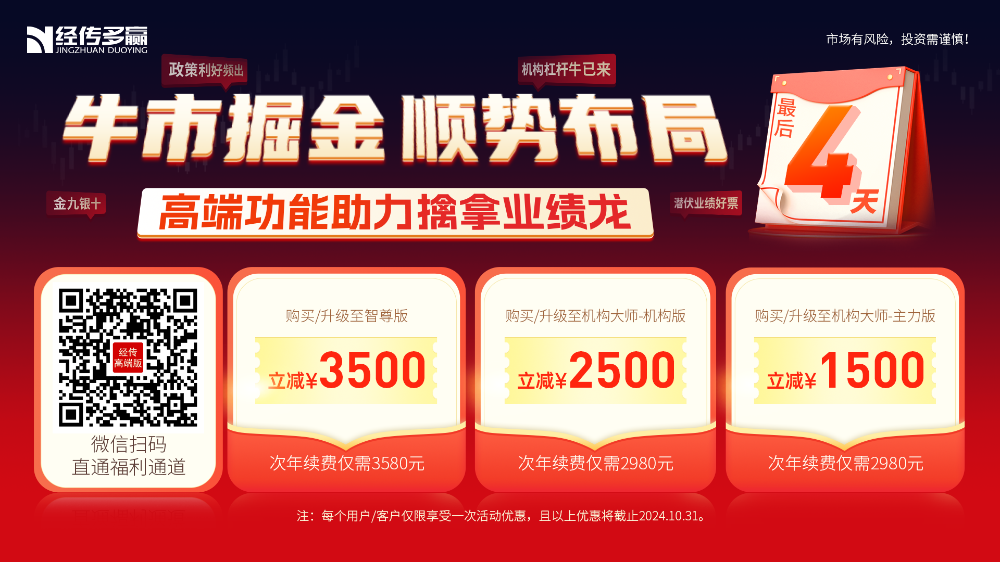 经传多赢
JINGZHUAN DUOYING
市场有风险，投资需谨慎！
政策利好频出
机构杠杆牛已来
牛市掘金 顺势布局
最后
4
天
金九银十
高端功能助力擒拿业绩龙
潜伏业绩好票
经传
高端版
微信扫码
直通福利通道
购买/升级至智尊版
立减¥3500
次年续费仅需3580元
购买/升级至机构大师-机构版
立减¥2500
次年续费仅需2980元
购买/升级至机构大师-主力版
立减¥1500
次年续费仅需2980元
注：每个用户/客户仅限享受一次活动优惠，且以上优惠将截止2024.10.31。